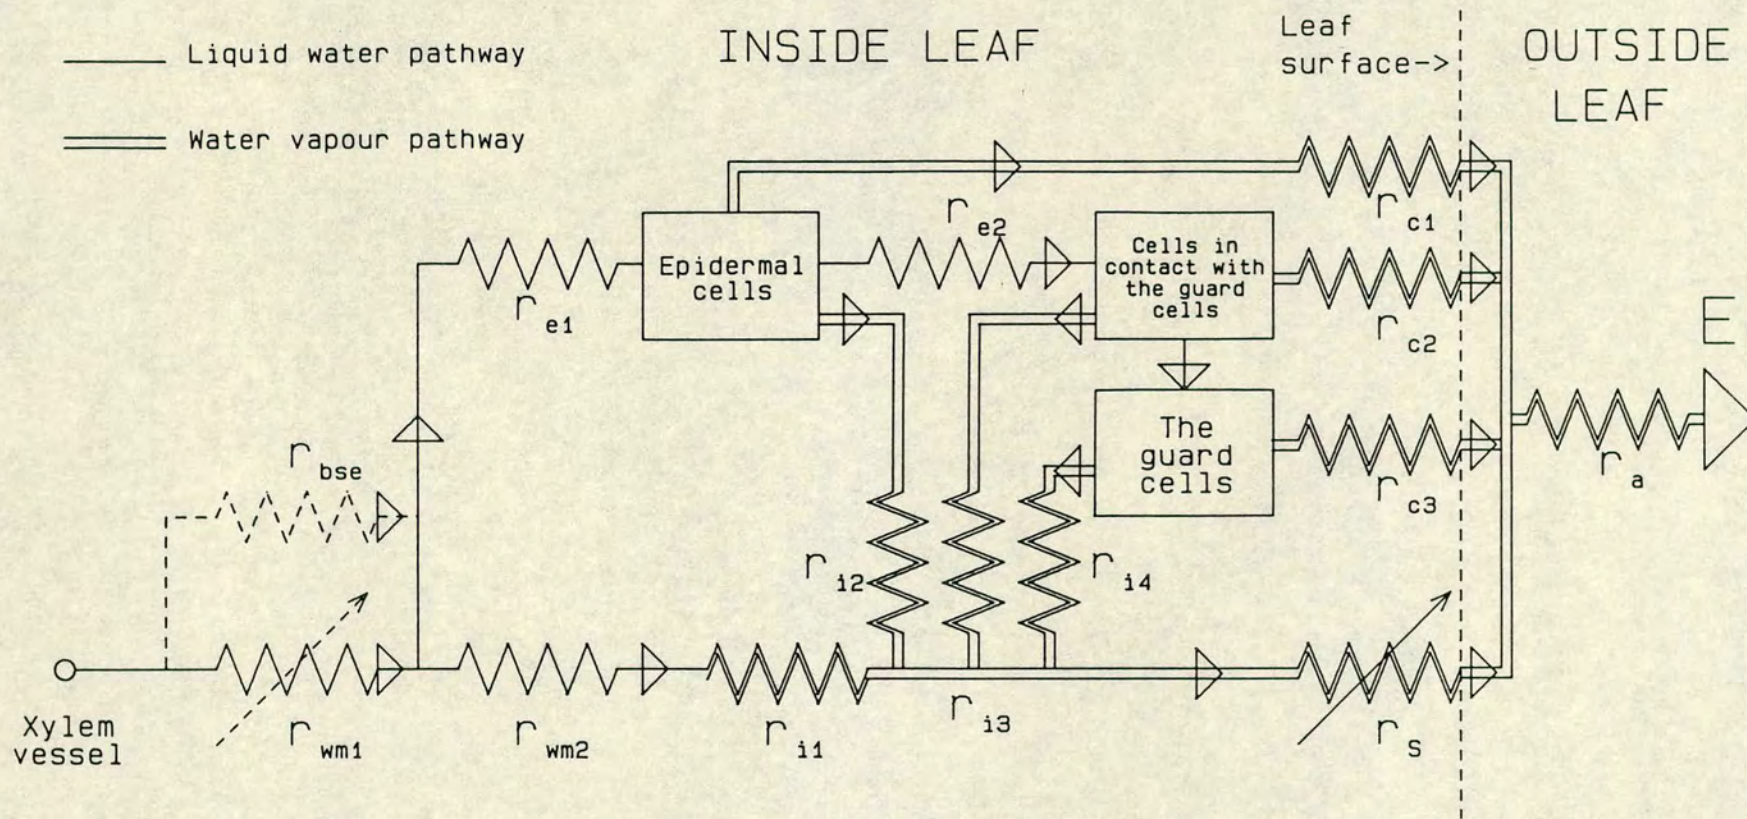 Liquid water pathway
Water vapour pathway
INSIDE LEAF
Leaf
surface->
OUTSIDE
LEAF
r c1
r e2
Epidermal
cells
Cells in
contact with
the guard
cells
r e1
r c2
E
The
guard
cells
r bse
r c3
r a
r i2
r i4
Xylem
vessel
r wm1
r wm2
r i1
r i3
r s